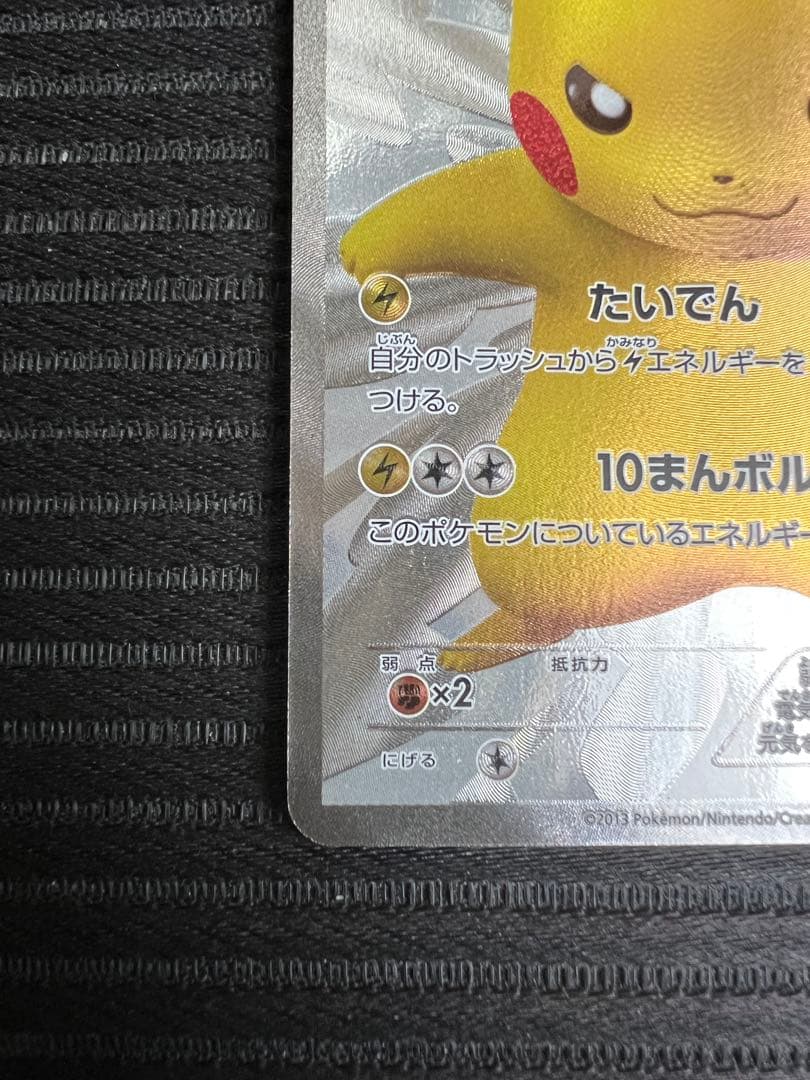 たいでん
じぶん かみなり
自分のトラッシュからエネルギーを
つける。
10まんボル
このポケモンについているエネルギー
弱点 抵抗力
×2
にげる
元気
©2013 Pokémon/Nintendo/Crea